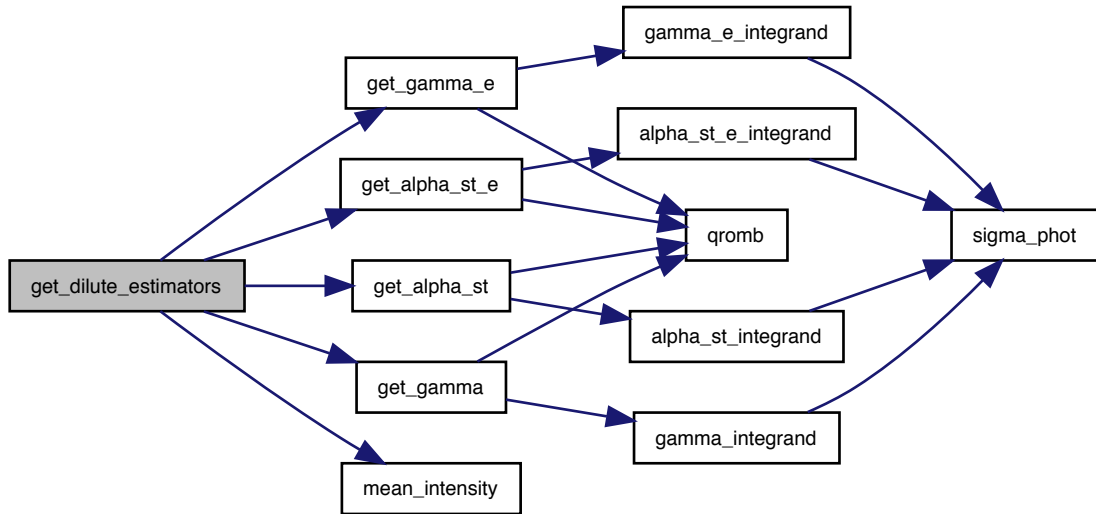 gamma_e_integrand
get_gamma_e
alpha_st_e_integrand
get_alpha_st_e
qromb
sigma_phot
get_dilute_estimators
get_alpha_st
alpha_st_integrand
get_gamma
gamma_integrand
mean_intensity